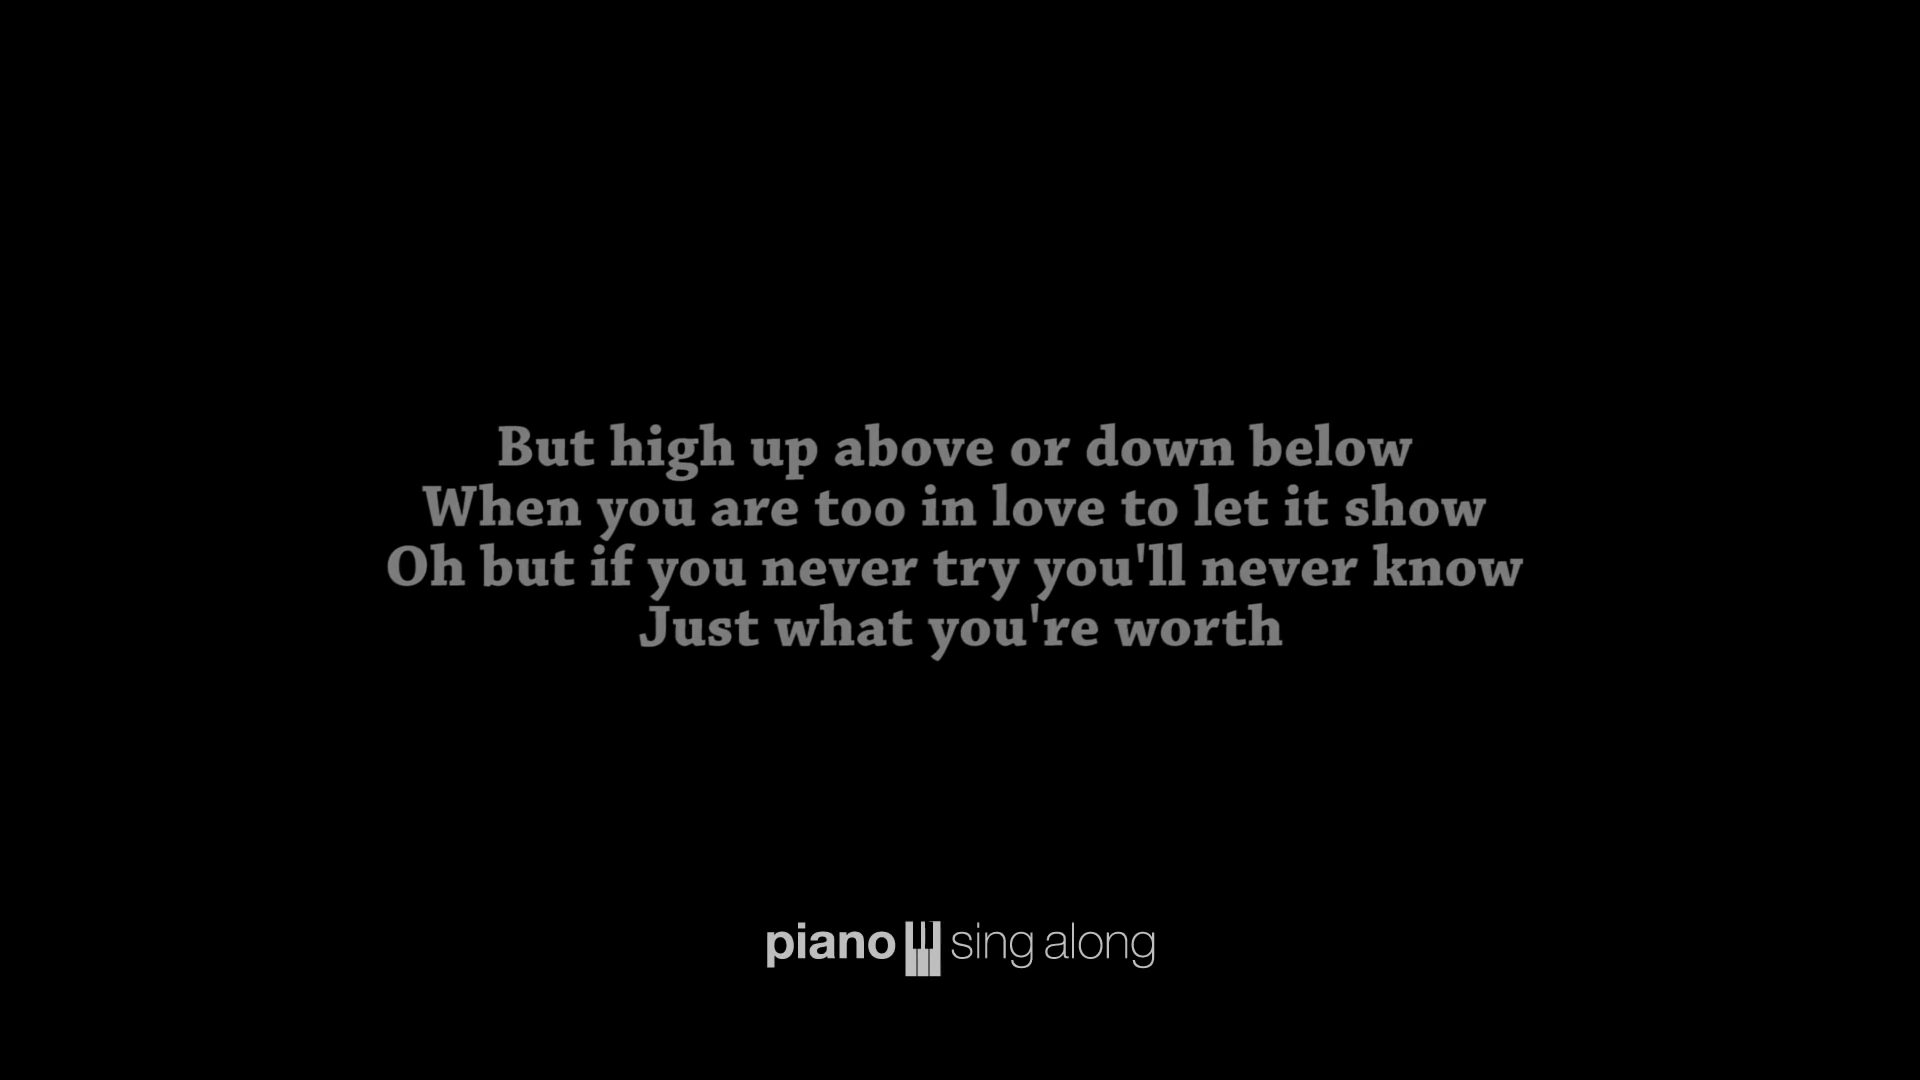 But high up above or down below
When you are too in love to let it show
Oh but if you never try you'll never know
Just what you're worth
piano sing along